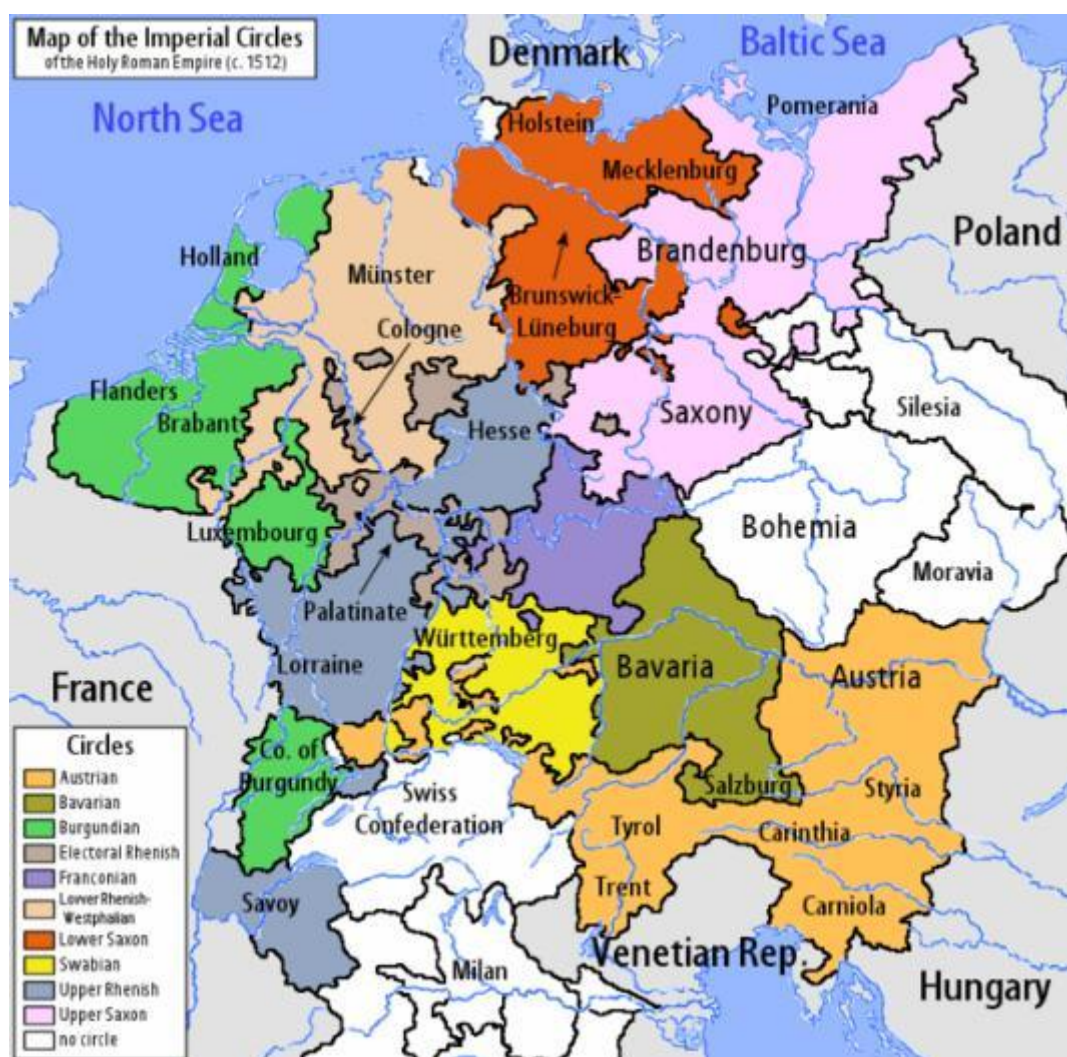 Map of the Imperial Circles
of the Holy Roman Empire (c. 1512)
Denmark
Baltic Sea
North Sea
Pomerania
Holstein
Mecklenburg
Poland
Holland
Brandenburg
Münster
Brunswick-
Lüneburg
Cologne
Flanders
Brabant
Saxony
Silesia
Hesse
Luxembourg
Bohemia
Moravia
Palatinate
Württemberg
Lorraine
Bavaria
Austria
France
Co. of
Burgundy
Swiss
Confederation
Salzburg
Styria
Tyrol
Carinthia
Trent
Carniola
Savoy
Milan
Venetian Rep.
Hungary
Circles
Austrian
Bavarian
Burgundian
Electoral Rhenish
Franconian
Lower Rhenish-
Westphalian
Lower Saxon
Swabian
Upper Rhenish
Upper Saxon
no circle